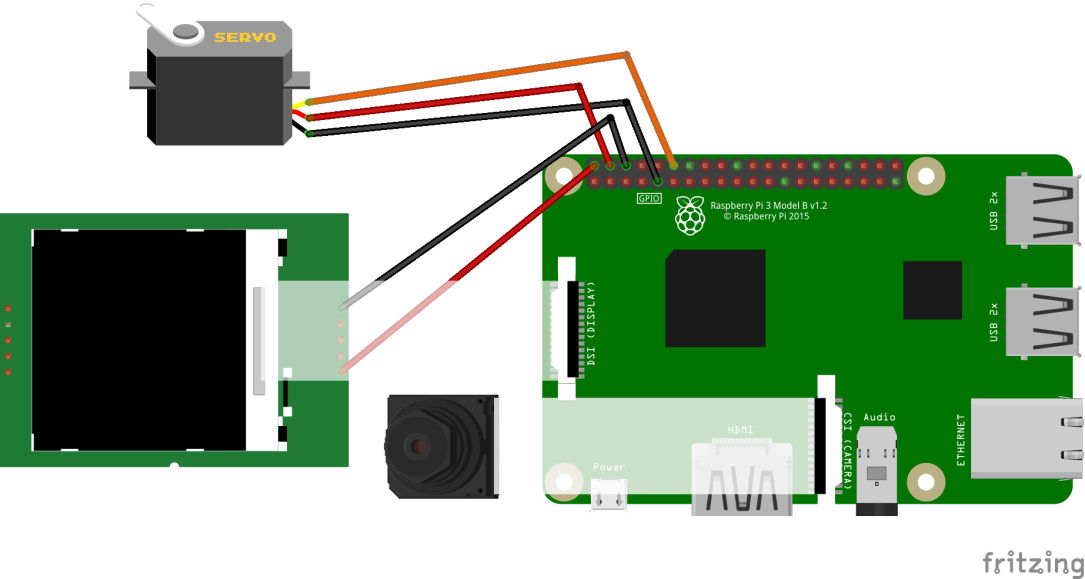 SERVO
GPIO
Raspberry Pi 3 Model B v1.2
© Raspberry Pi 2015
USB 2x
DSI (DISPLAY)
USB 2x
HDMI
Power
CSI (CAMERA)
Audio
ETHERNET
fritzing